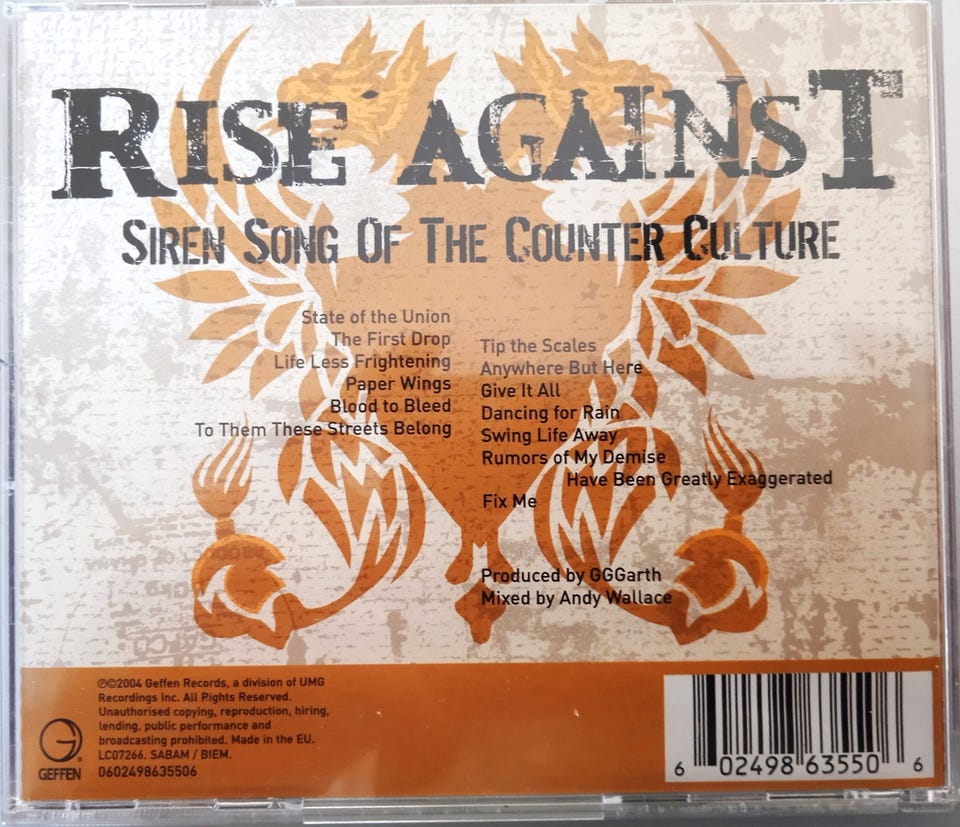 RISE AGAINST
SIREN SONG OF THE COUNTER CULTURE
State of the Union
The First Drop
Life Less Frightening
Paper Wings
Blood to Bleed
To Them These Streets Belong
Tip the Scales
Anywhere But Here
Give It All
Dancing for Rain
Swing Life Away
Rumors of My Demise
Have Been Greatly Exaggerated
Fix Me
Produced by GGGarth
Mixed by Andy Wallace
℗©2004 Geffen Records, a division of UMG
Recordings Inc. All Rights Reserved.
Unauthorised copying, reproduction, hiring,
lending, public performance and
broadcasting prohibited. Made in the EU.
LC07266. SABAM / BIEM.
0602498635506
GEFFEN
6 02498 63550 6